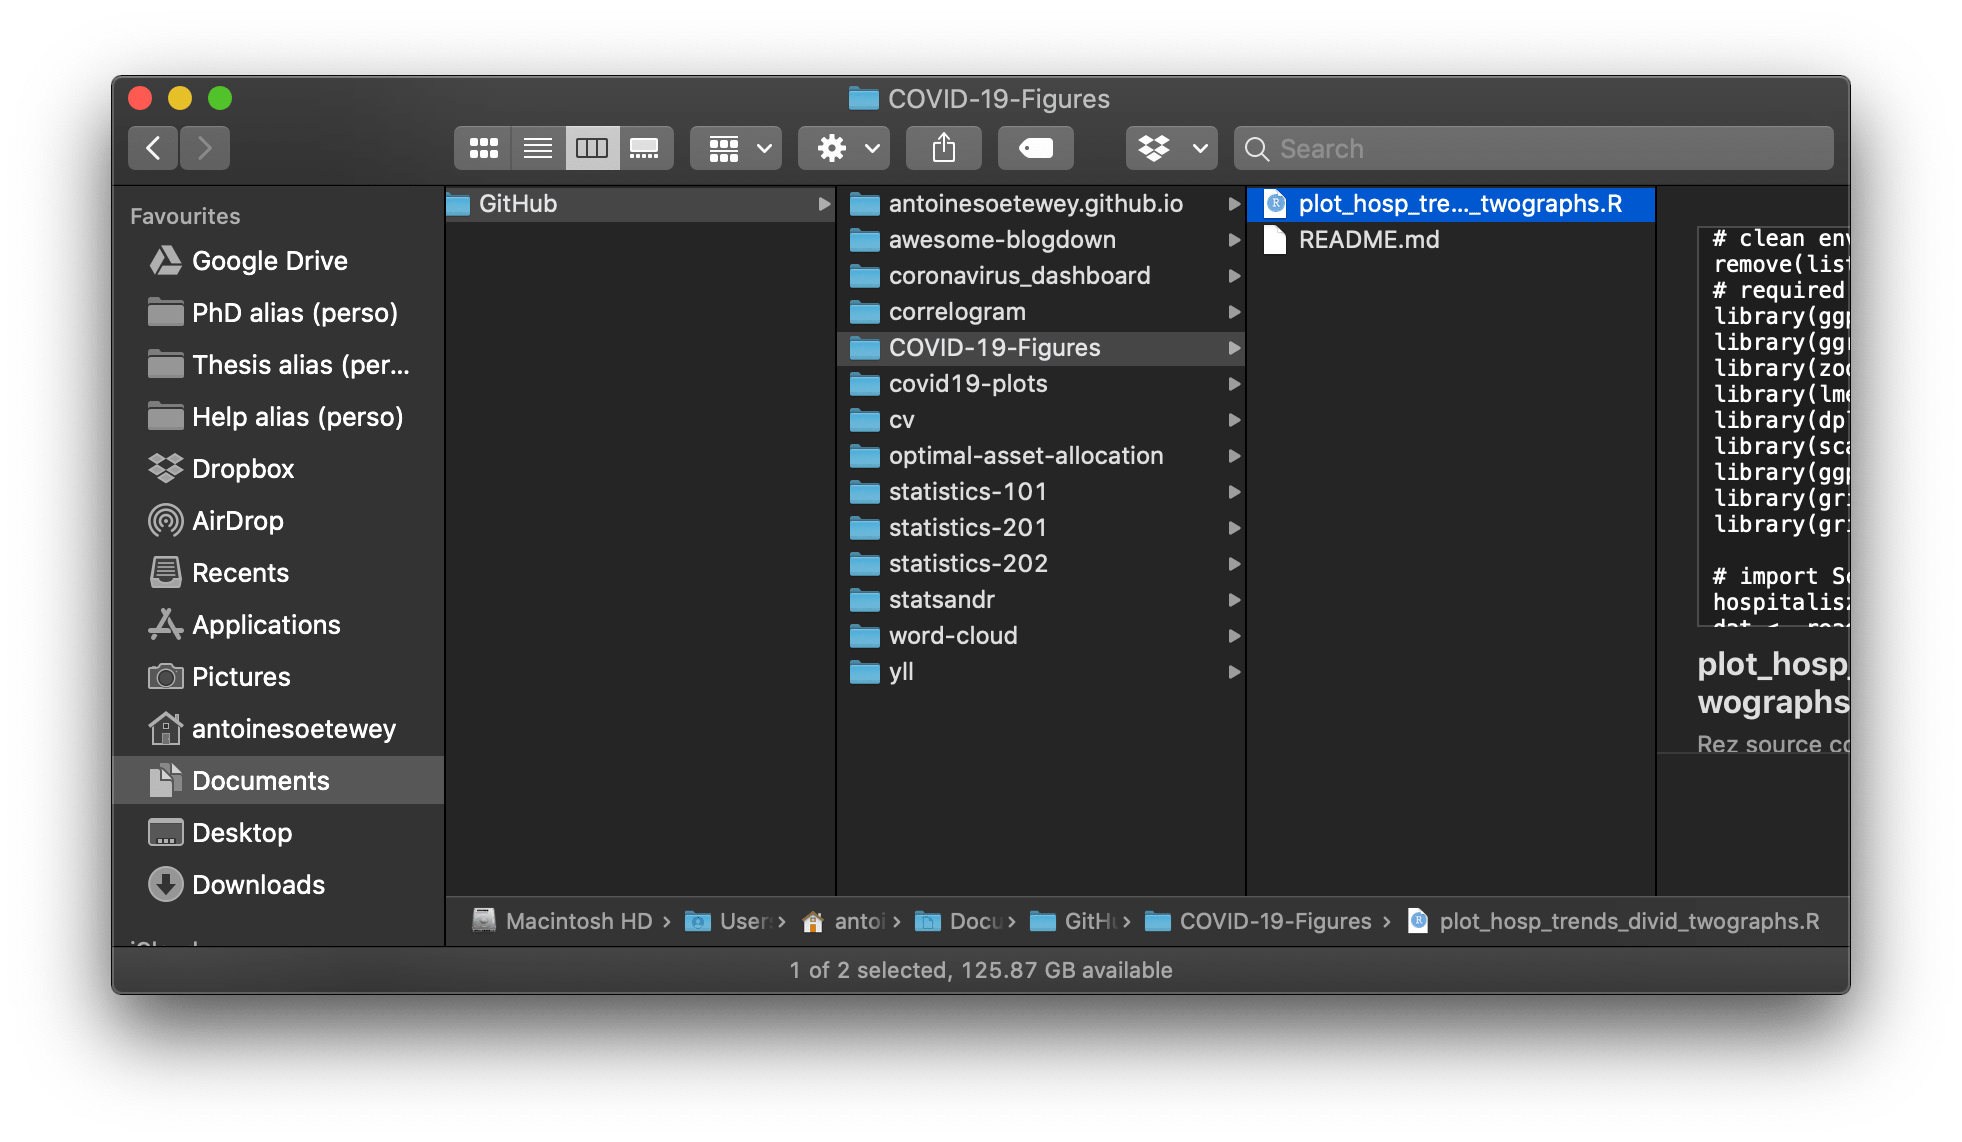 COVID-19-Figures
Search
Favourites
Google Drive
PhD alias (perso)
Thesis alias (per...
Help alias (perso)
Dropbox
AirDrop
Recents
Applications
Pictures
antoinesoetewey
Documents
Desktop
Downloads
GitHub
antoinesoetewey.github.io
awesome-blogdown
coronavirus_dashboard
correlogram
COVID-19-Figures
covid19-plots
cv
optimal-asset-allocation
statistics-101
statistics-201
statistics-202
statsandr
word-cloud
yll
plot_hosp_tre..._twographs.R
README.md
# clean env
remove(list
# required
library(ggp
library(ggr
library(zoo
library(lme
library(dp
library(sca
library(ggp
library(gri
library(gri
# import Sc
hospitalisz
plot_hosp_
wographs
Rez source co
Macintosh HD › Users › antoi › Docu › GitHu › COVID-19-Figures › plot_hosp_trends_divid_twographs.R
1 of 2 selected, 125.87 GB available